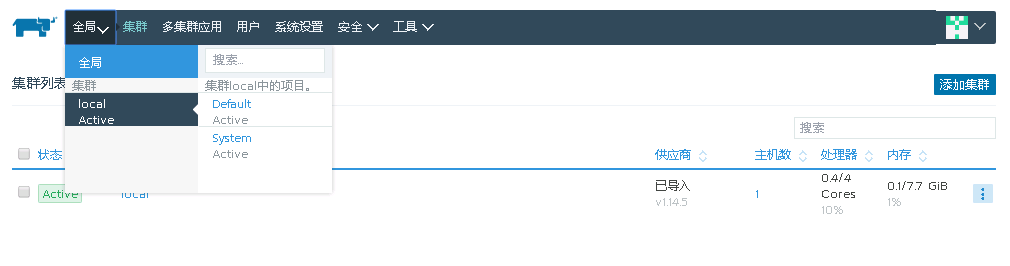 全局 集群 多集群应用 用户 系统设置 安全 工具
全局
搜索...
集群列表
添加集群
集群
集群local中的项目。
local
Active
Default
Active
System
Active
搜索
状态 供应商 主机数 处理器 内存
Active local 已导入 v1.14.5 1 0.4/4 Cores 10% 0.1/7.7 GiB 1%